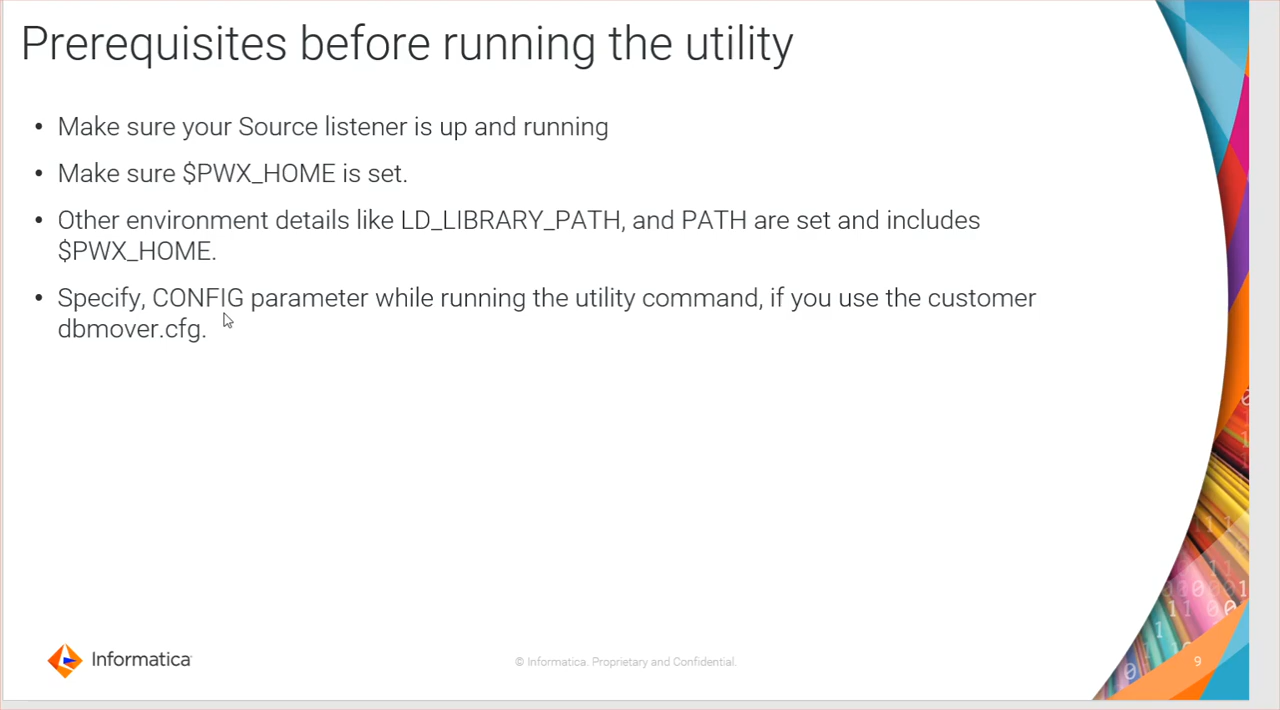 Prerequisites before running the utility
• Make sure your Source listener is up and running
• Make sure $PWX_HOME is set.
• Other environment details like LD_LIBRARY_PATH, and PATH are set and includes
$PWX_HOME.
• Specify, CONFIG parameter while running the utility command, if you use the customer
dbmover.cfg.
Informatica
© Informatica. Proprietary and Confidential.
9